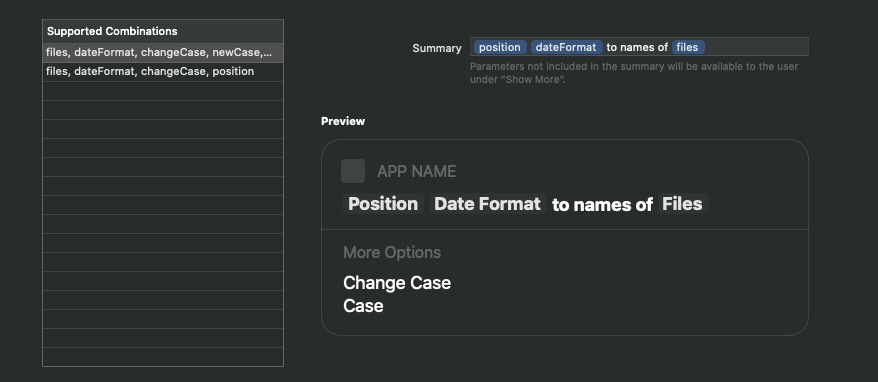 Supported Combinations
files, dateFormat, changeCase, newCase,...
files, dateFormat, changeCase, position
Summary position dateFormat to names of files
Parameters not included in the summary will be available to the user
under “Show More”.
Preview
APP NAME
Position Date Format to names of Files
More Options
Change Case
Case